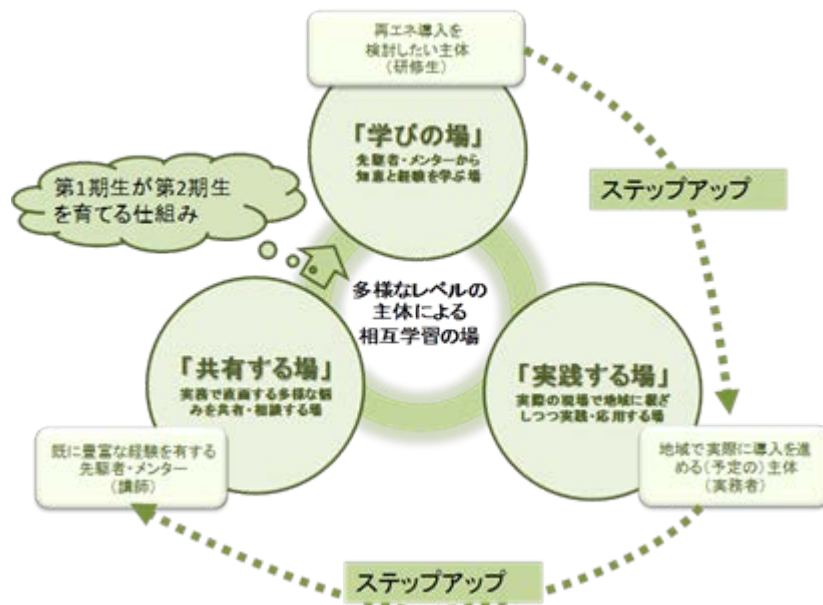 再エネ導入を
検討したい主体
(研修生)
「学びの場」
先駆者・メンターから
知恵と経験を学ぶ場
第1期生が第2期生
を育てる仕組み
ステップアップ
多様なレベルの
主体による
相互学習の場
「共有する場」
実務で直面する多様な悩
みを共有・相談する場
「実践する場」
実際の現場で地域に根ざ
しつつ実践・応用する場
既に豊富な経験を有する
先駆者・メンター
(講師)
地域で実際に導入を進
める(予定の)主体
(実務者)
ステップアップ